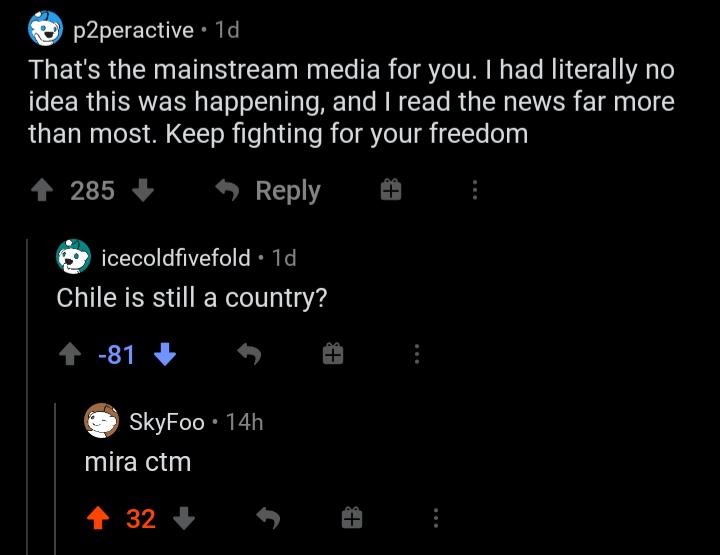 p2peractive • 1d
That's the mainstream media for you. I had literally no
idea this was happening, and I read the news far more
than most. Keep fighting for your freedom
285 Reply
icecoldfivefold • 1d
Chile is still a country?
-81
SkyFoo • 14h
mira ctm
32